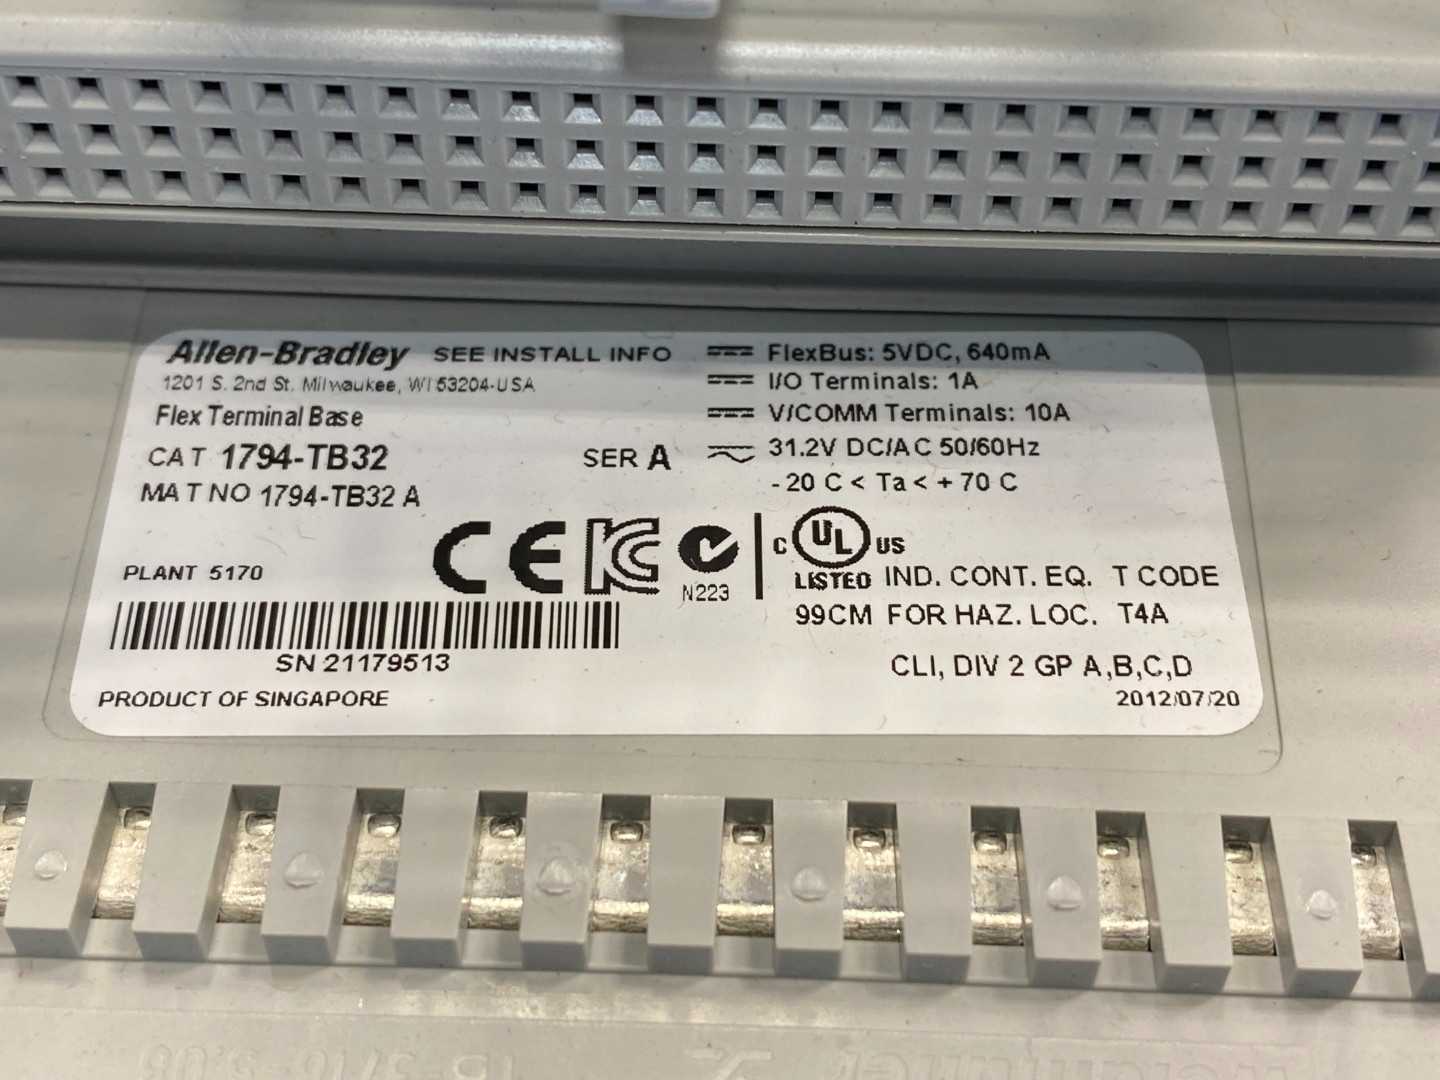 Allen-Bradley SEE INSTALL INFO
1201 S. 2nd St. Milwaukee, WI 53204-USA
Flex Terminal Base
CAT 1794-TB32 SER A
MAT NO 1794-TB32 A
FlexBus: 5VDC, 640mA
I/O Terminals: 1A
V/COMM Terminals: 10A
31.2V DC/AC 50/60Hz
-20 C < Ta < +70 C
CE KC N223
C UL US
LISTED IND. CONT. EQ. T CODE
99CM FOR HAZ. LOC. T4A
CLI, DIV 2 GP A,B,C,D
2012/07/20
PLANT 5170
SN 21179513
PRODUCT OF SINGAPORE